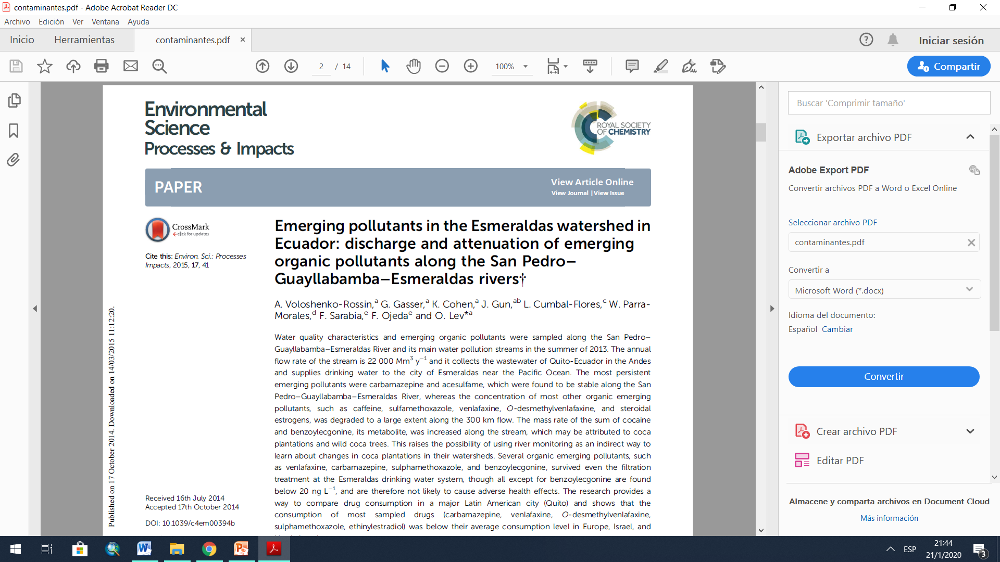 contaminantes.pdf - Adobe Acrobat Reader DC
Archivo Edición Ver Ventana Ayuda
Inicio Herramientas contaminantes.pdf × Iniciar sesión
2 / 14 100% Compartir
Environmental
Science
Processes & Impacts
ROYAL SOCIETY
OF CHEMISTRY
PAPER
View Article Online
View Journal | View Issue
CrossMark
click for updates
Cite this: Environ. Sci.: Processes
Impacts, 2015, 17, 41
Emerging pollutants in the Esmeraldas watershed in
Ecuador: discharge and attenuation of emerging
organic pollutants along the San Pedro–
Guayllabamba–Esmeraldas rivers†
A. Voloshenko-Rossin,ᵃ G. Gasser,ᵃ K. Cohen,ᵃ J. Gun,ᵃᵇ L. Cumbal-Flores,ᶜ W. Parra-
Morales,ᵈ F. Sarabia,ᵉ F. Ojedaᵉ and O. Lev*ᵃ
Water quality characteristics and emerging organic pollutants were sampled along the San Pedro–
Guayllabamba–Esmeraldas River and its main water pollution streams in the summer of 2013. The annual
flow rate of the stream is 22 000 Mm³ y⁻¹ and it collects the wastewater of Quito-Ecuador in the Andes
and supplies drinking water to the city of Esmeraldas near the Pacific Ocean. The most persistent
emerging pollutants were carbamazepine and acesulfame, which were found to be stable along the San
Pedro–Guayllabamba–Esmeraldas River, whereas the concentration of most other organic emerging
pollutants, such as caffeine, sulfamethoxazole, venlafaxine, O-desmethylvenlafaxine, and steroidal
estrogens, was degraded to a large extent along the 300 km flow. The mass rate of the sum of cocaine
and benzoylecgonine, its metabolite, was increased along the stream, which may be attributed to coca
plantations and wild coca trees. This raises the possibility of using river monitoring as an indirect way to
learn about changes in coca plantations in their watersheds. Several organic emerging pollutants, such
as venlafaxine, carbamazepine, sulphamethoxazole, and benzoylecgonine, survived even the filtration
treatment at the Esmeraldas drinking water system, though all except for benzoylecgonine are found
below 20 ng L⁻¹, and are therefore not likely to cause adverse health effects. The research provides a
way to compare drug consumption in a major Latin American city (Quito) and shows that the
consumption of most sampled drugs (carbamazepine, venlafaxine, O-desmethylvenlafaxine,
sulphamethoxazole, ethinylestradiol) was below their average consumption level in Europe, Israel, and
Received 16th July 2014
Accepted 17th October 2014
DOI: 10.1039/c4em00394b
Published on 17 October 2014. Downloaded on 14/03/2015 11:12:20.
Buscar 'Comprimir tamaño'
Exportar archivo PDF
Adobe Export PDF
Convertir archivos PDF a Word o Excel Online
Seleccionar archivo PDF
contaminantes.pdf
Convertir a
Microsoft Word (*.docx)
Idioma del documento:
Español Cambiar
Convertir
Crear archivo PDF
Editar PDF
Almacene y comparta archivos en Document Cloud
Más información
ESP
21:44
21/1/2020
3